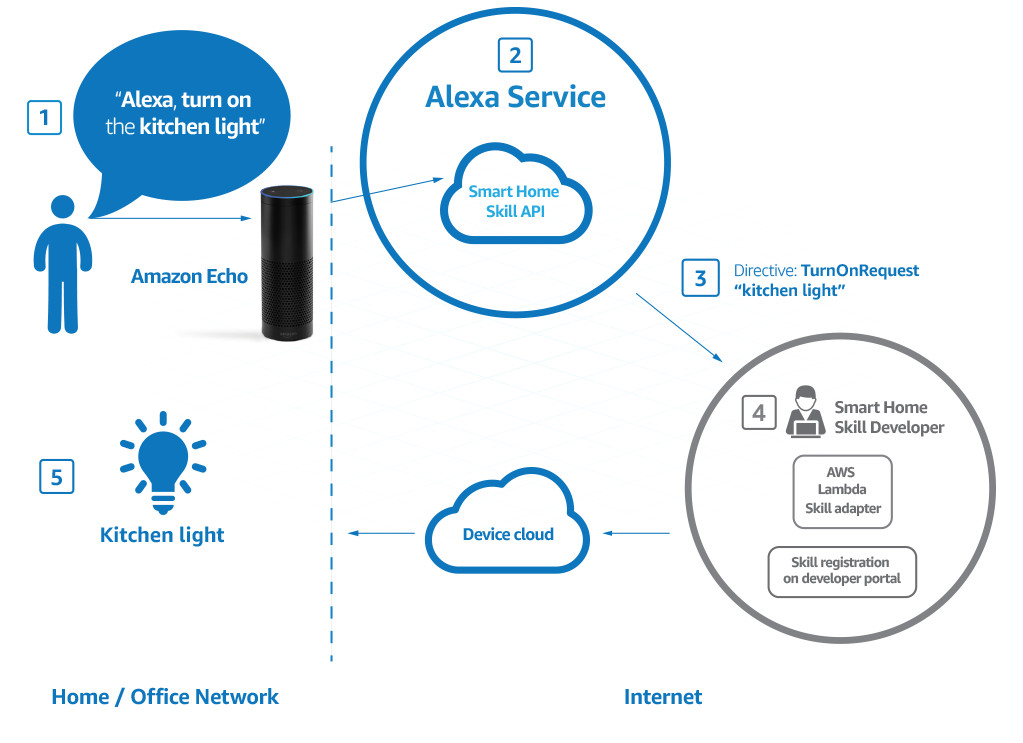 1
“Alexa, turn on
the kitchen light”
Amazon Echo
2
Alexa Service
Smart Home
Skill API
3
Directive: TurnOnRequest
“kitchen light”
4
Smart Home
Skill Developer
AWS
Lambda
Skill adapter
Skill registration
on developer portal
Device cloud
5
Kitchen light
Home / Office Network
Internet